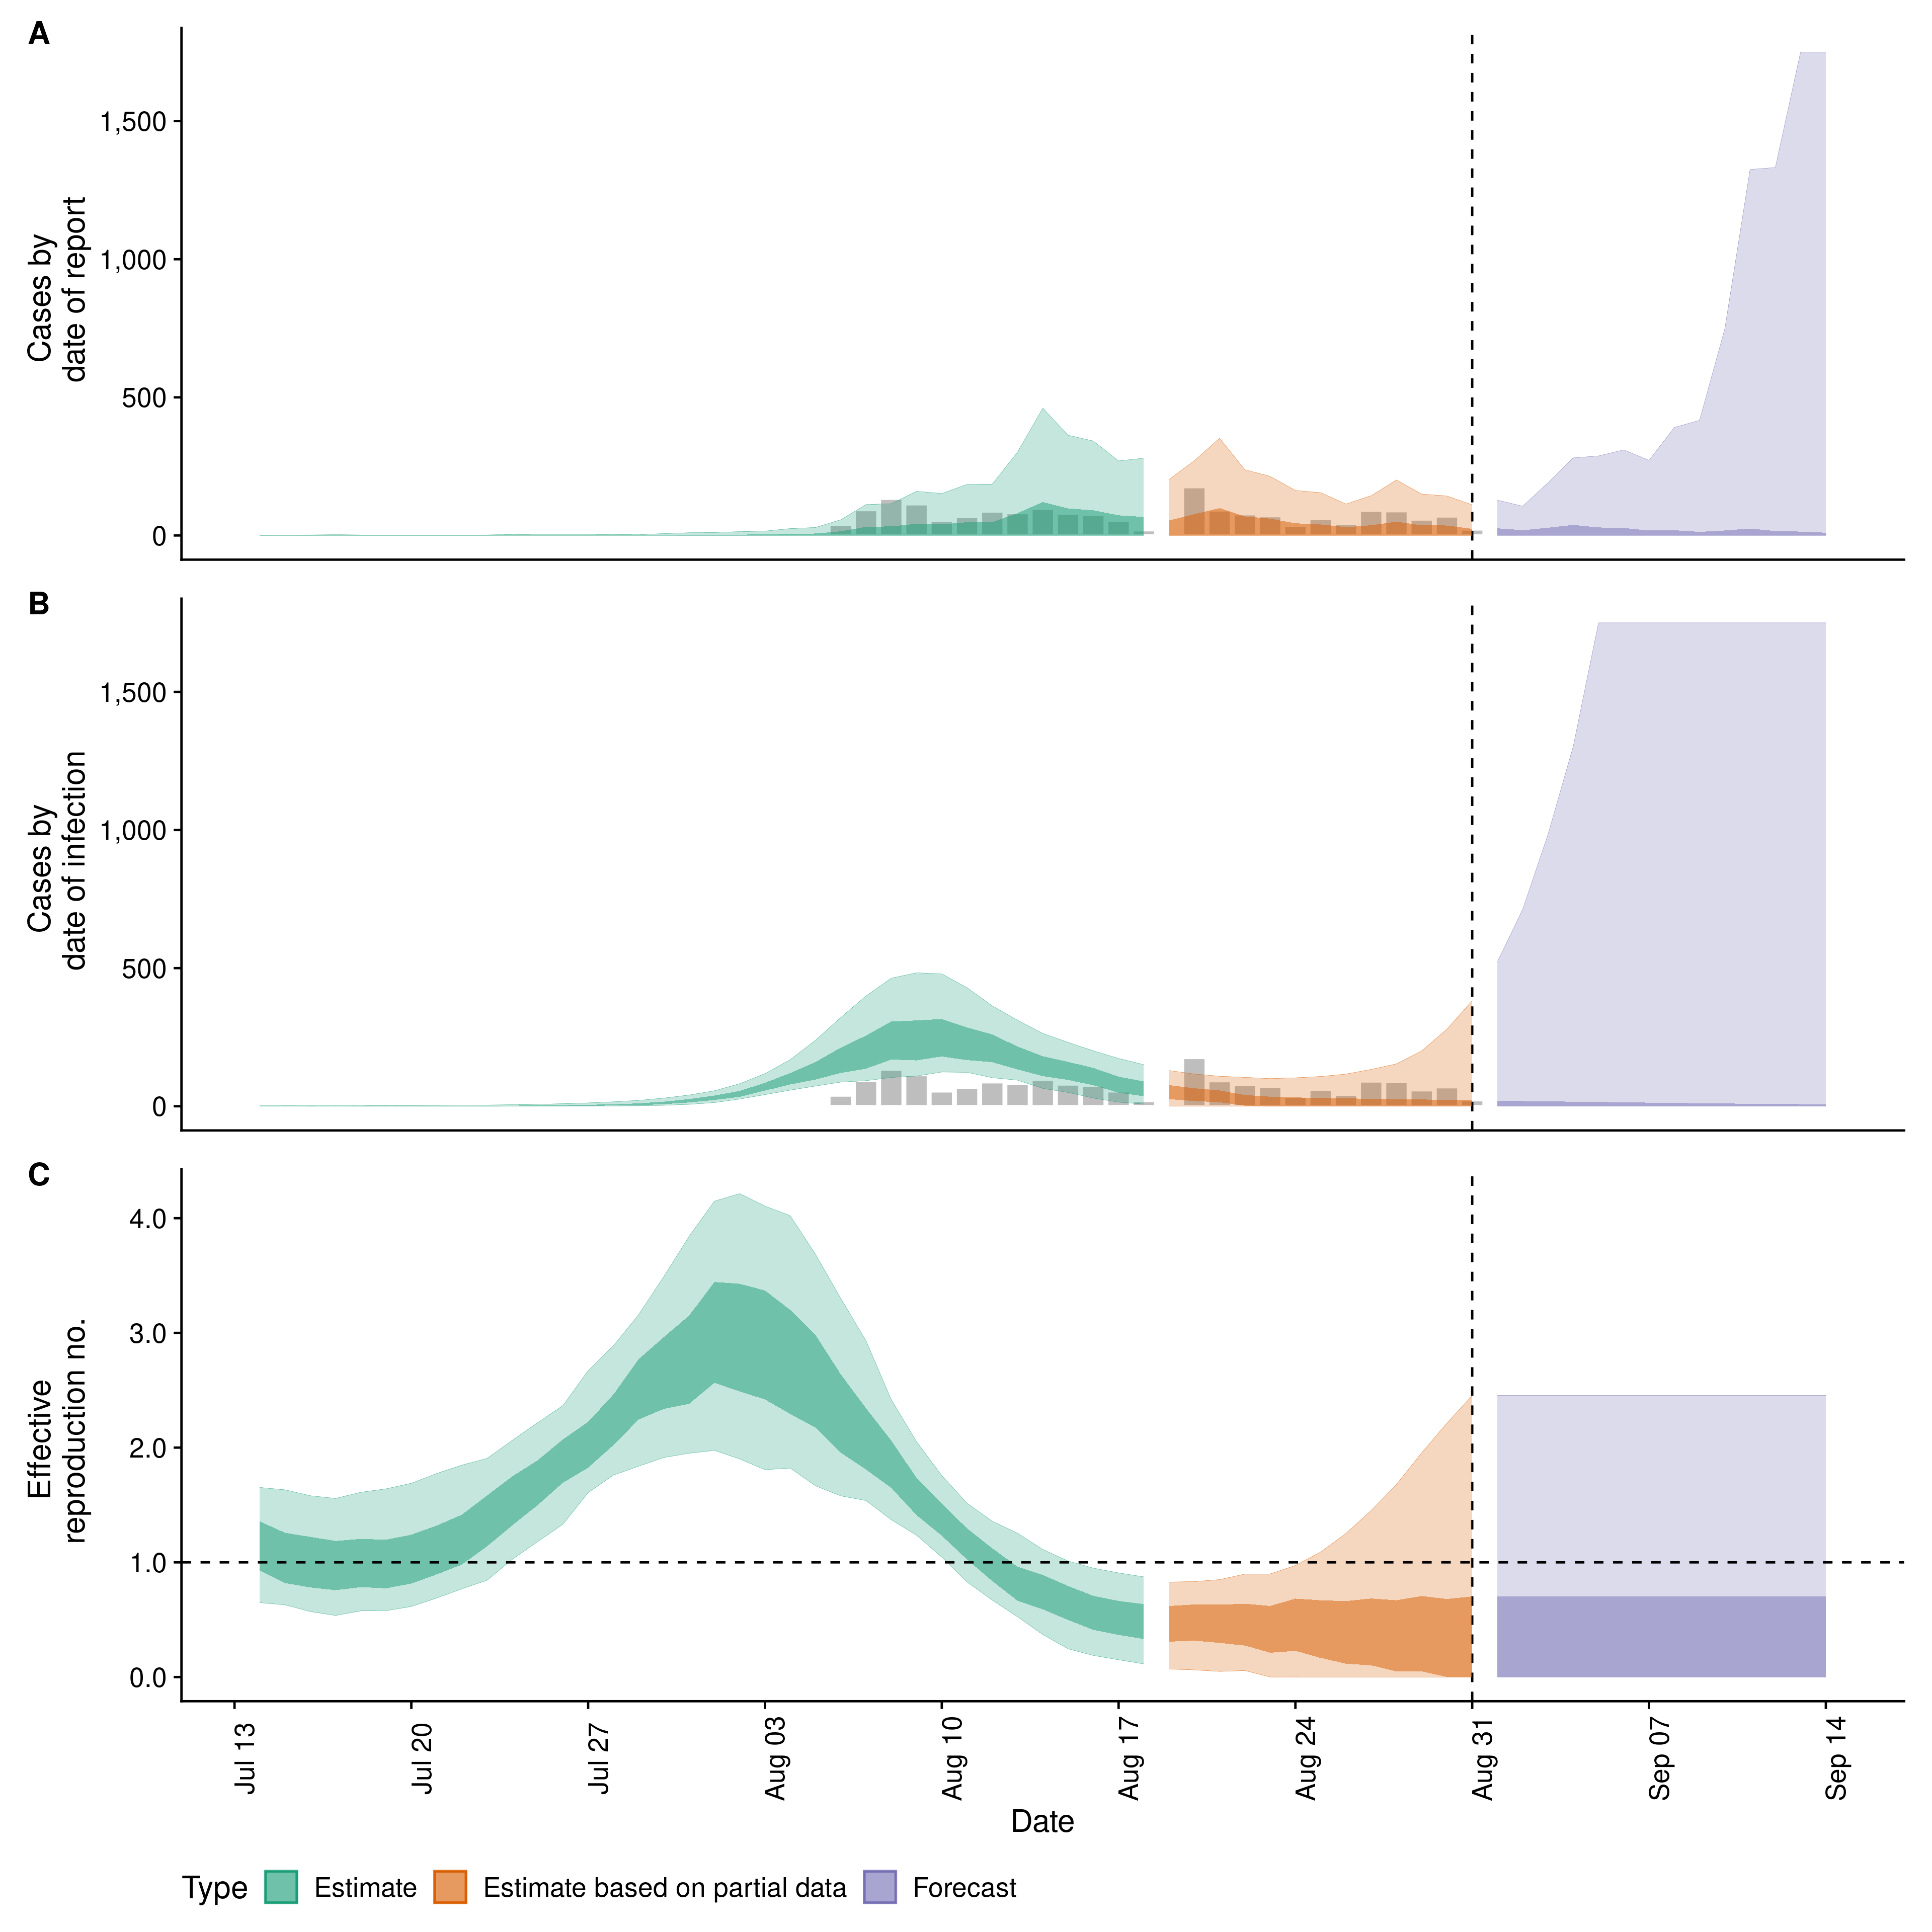 A
Cases by
date of report
1,500
1,000
500
0
B
Cases by
date of infection
1,500
1,000
500
0
C
Effective
reproduction no.
4.0
3.0
2.0
1.0
0.0
Jul 13
Jul 20
Jul 27
Aug 03
Aug 10
Aug 17
Aug 24
Aug 31
Sep 07
Sep 14
Date
Type Estimate Estimate based on partial data Forecast